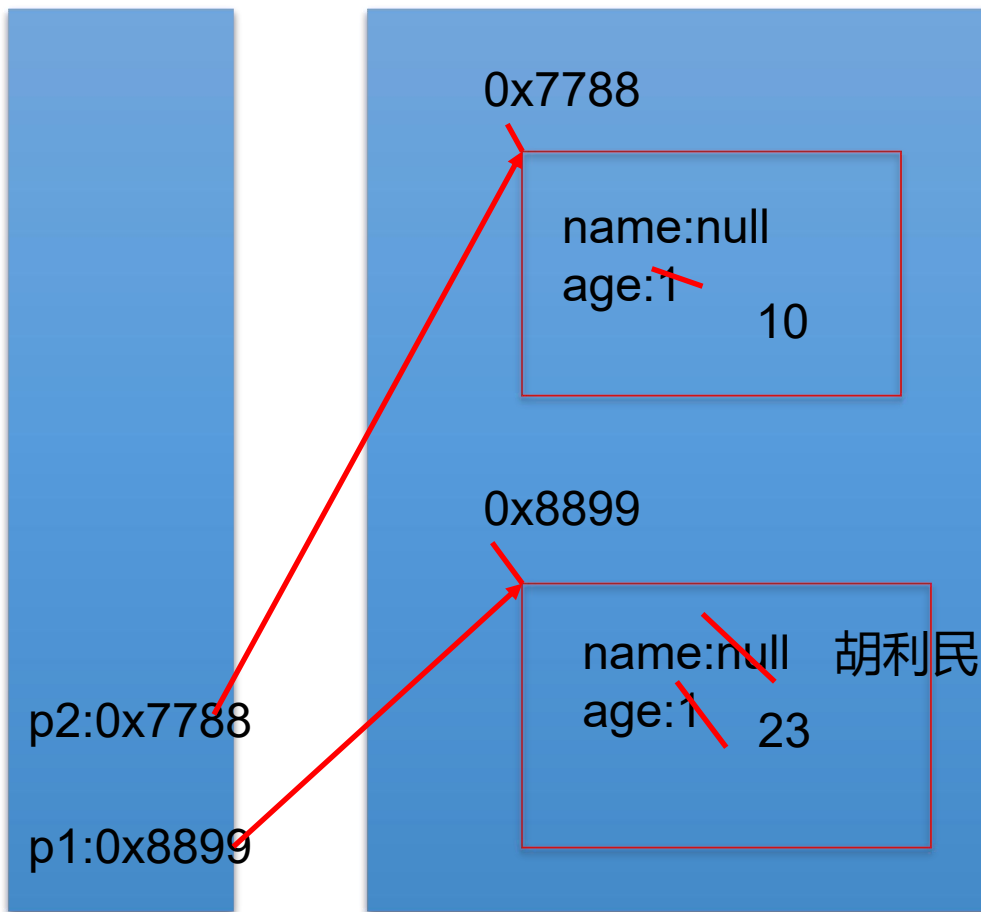 0x7788
name:null
age:1
10
0x8899
name:null 胡利民
age:1
23
p2:0x7788
p1:0x8899